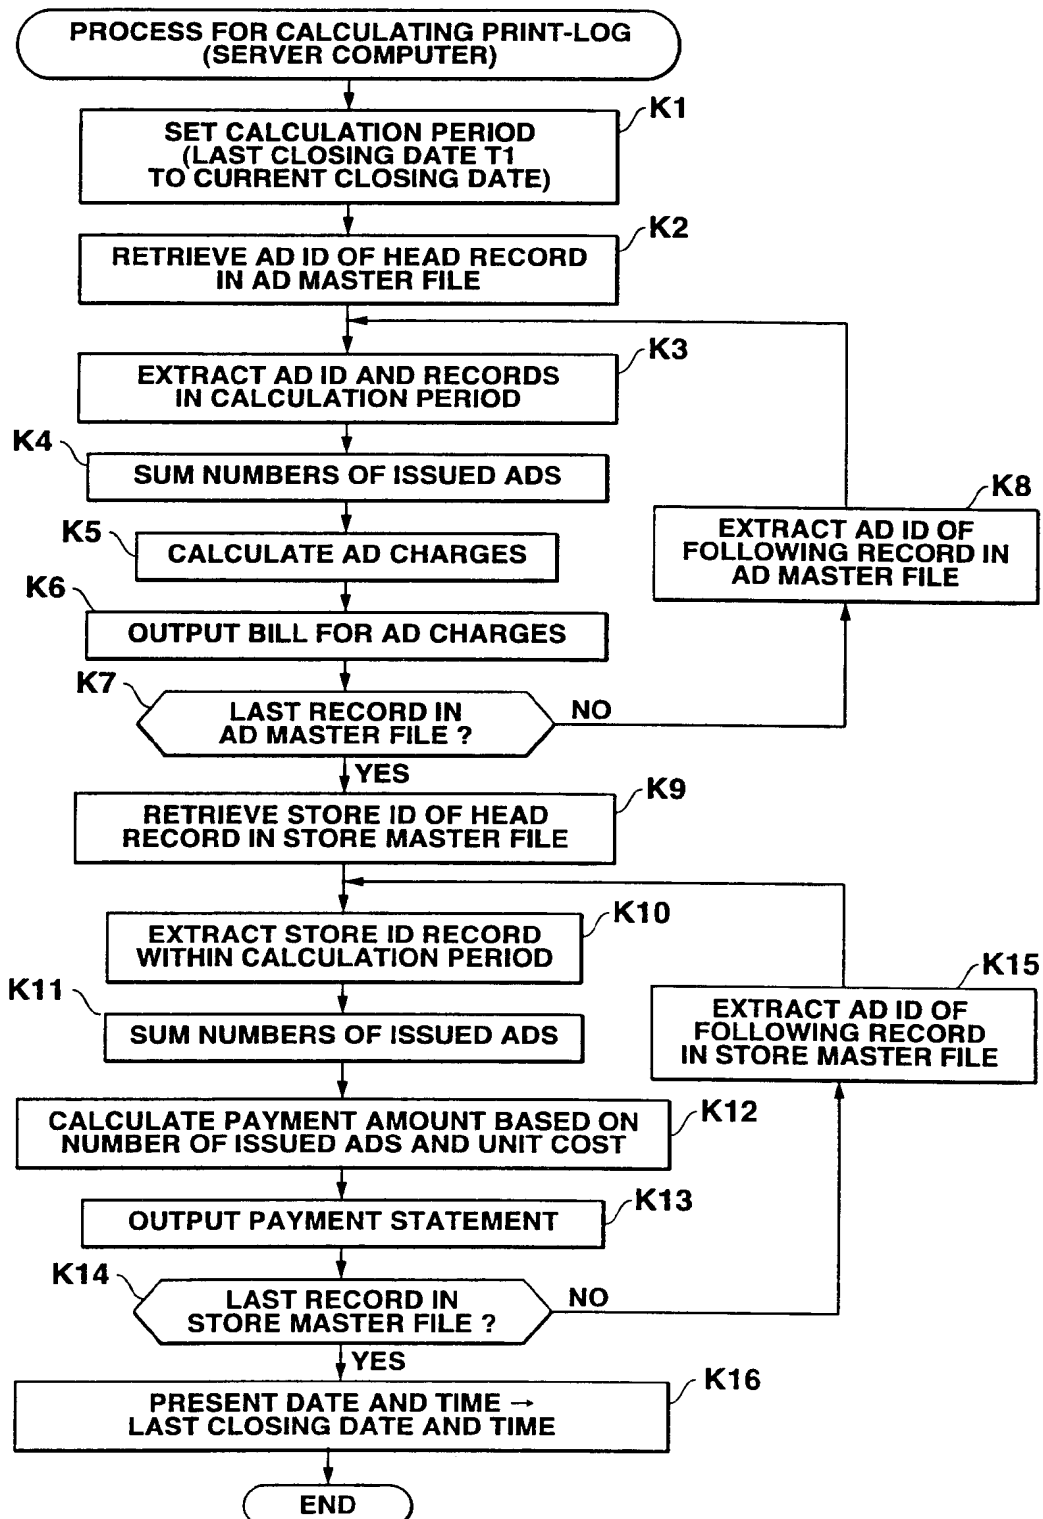 PROCESS FOR CALCULATING PRINT-LOG
(SERVER COMPUTER)
K1
SET CALCULATION PERIOD
(LAST CLOSING DATE T1
TO CURRENT CLOSING DATE)
K2
RETRIEVE AD ID OF HEAD RECORD
IN AD MASTER FILE
K3
EXTRACT AD ID AND RECORDS
IN CALCULATION PERIOD
K4
SUM NUMBERS OF ISSUED ADS
K8
EXTRACT AD ID OF
FOLLOWING RECORD IN
AD MASTER FILE
K5
CALCULATE AD CHARGES
K6
OUTPUT BILL FOR AD CHARGES
K7
LAST RECORD IN
AD MASTER FILE ?
NO
YES
K9
RETRIEVE STORE ID OF HEAD
RECORD IN STORE MASTER FILE
K10
EXTRACT STORE ID RECORD
WITHIN CALCULATION PERIOD
K15
EXTRACT AD ID OF
FOLLOWING RECORD
IN STORE MASTER FILE
K11
SUM NUMBERS OF ISSUED ADS
K12
CALCULATE PAYMENT AMOUNT BASED ON
NUMBER OF ISSUED ADS AND UNIT COST
K13
OUTPUT PAYMENT STATEMENT
K14
LAST RECORD IN
STORE MASTER FILE ?
NO
YES
K16
PRESENT DATE AND TIME →
LAST CLOSING DATE AND TIME
END